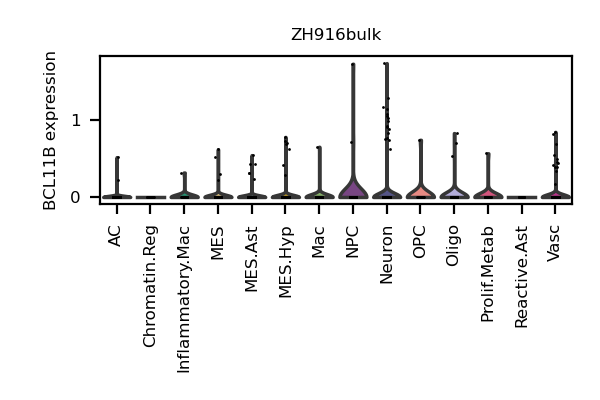 ZH916bulk
BCL11B expression
1
0
AC
Chromatin.Reg
Inflammatory.Mac
MES
MES.Ast
MES.Hyp
Mac
NPC
Neuron
OPC
Oligo
Prolif.Metab
Reactive.Ast
Vasc